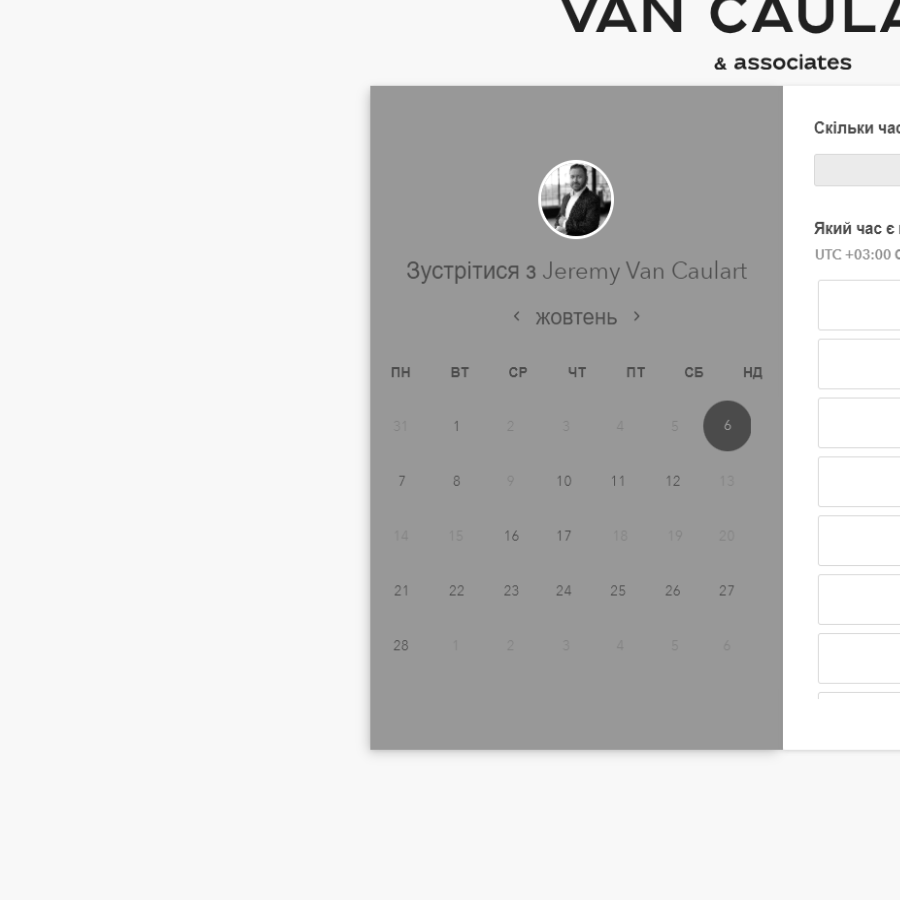 VAN CAULA
& associates
Зустрітися з Jeremy Van Caulart
жовтень
ПН ВТ СР ЧТ ПТ СБ НД
31 1 2 3 4 5 6
7 8 9 10 11 12 13
14 15 16 17 18 19 20
21 22 23 24 25 26 27
28 1 2 3 4 5 6
Скільки час
Який час є
UTC +03:00